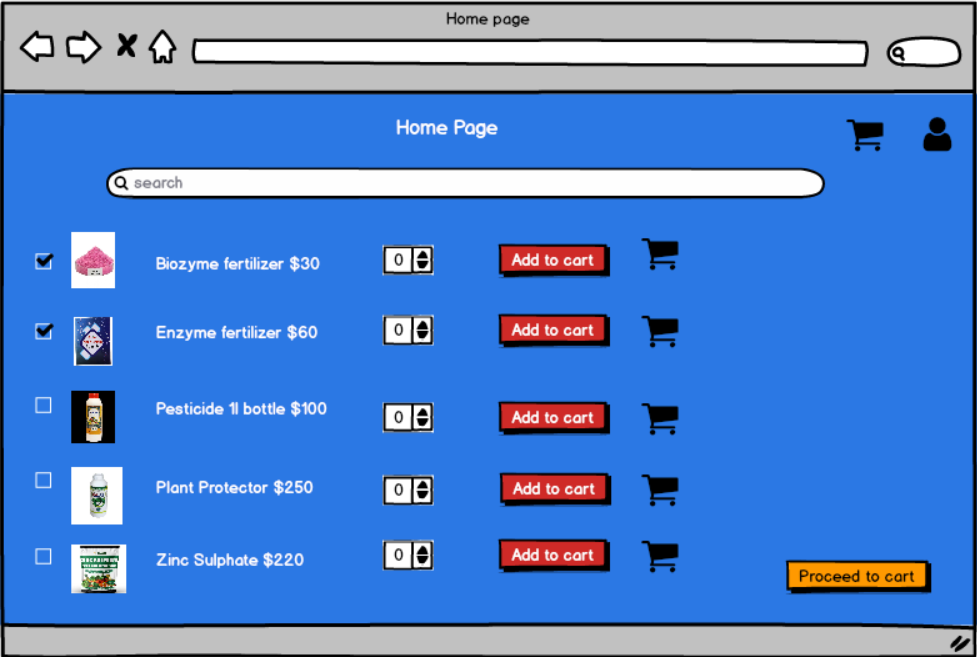 Home page
Home Page
search
Biozyme fertilizer $30 0 Add to cart
Enzyme fertilizer $60 0 Add to cart
Pesticide 1l bottle $100 0 Add to cart
Plant Protector $250 0 Add to cart
Zinc Sulphate $220 0 Add to cart
Proceed to cart